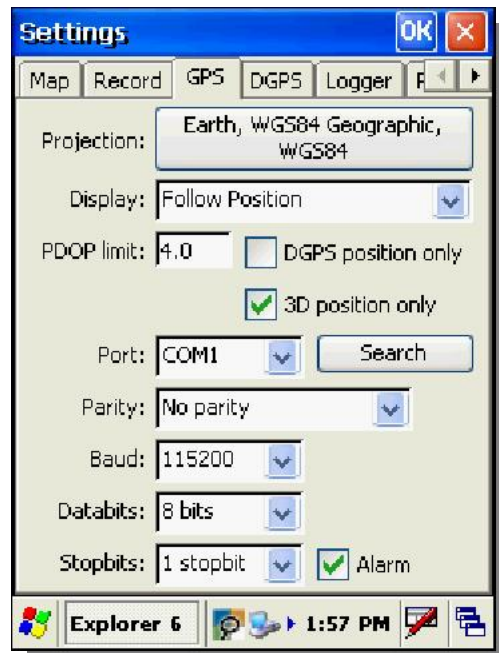 Settings OK
Map Record GPS DGPS Logger
Projection: Earth, WGS84 Geographic,
WGS84
Display: Follow Position
PDOP limit: 4.0 DGPS position only
3D position only
Port: COM1 Search
Parity: No parity
Baud: 115200
Databits: 8 bits
Stopbits: 1 stopbit Alarm
Explorer 6 1:57 PM